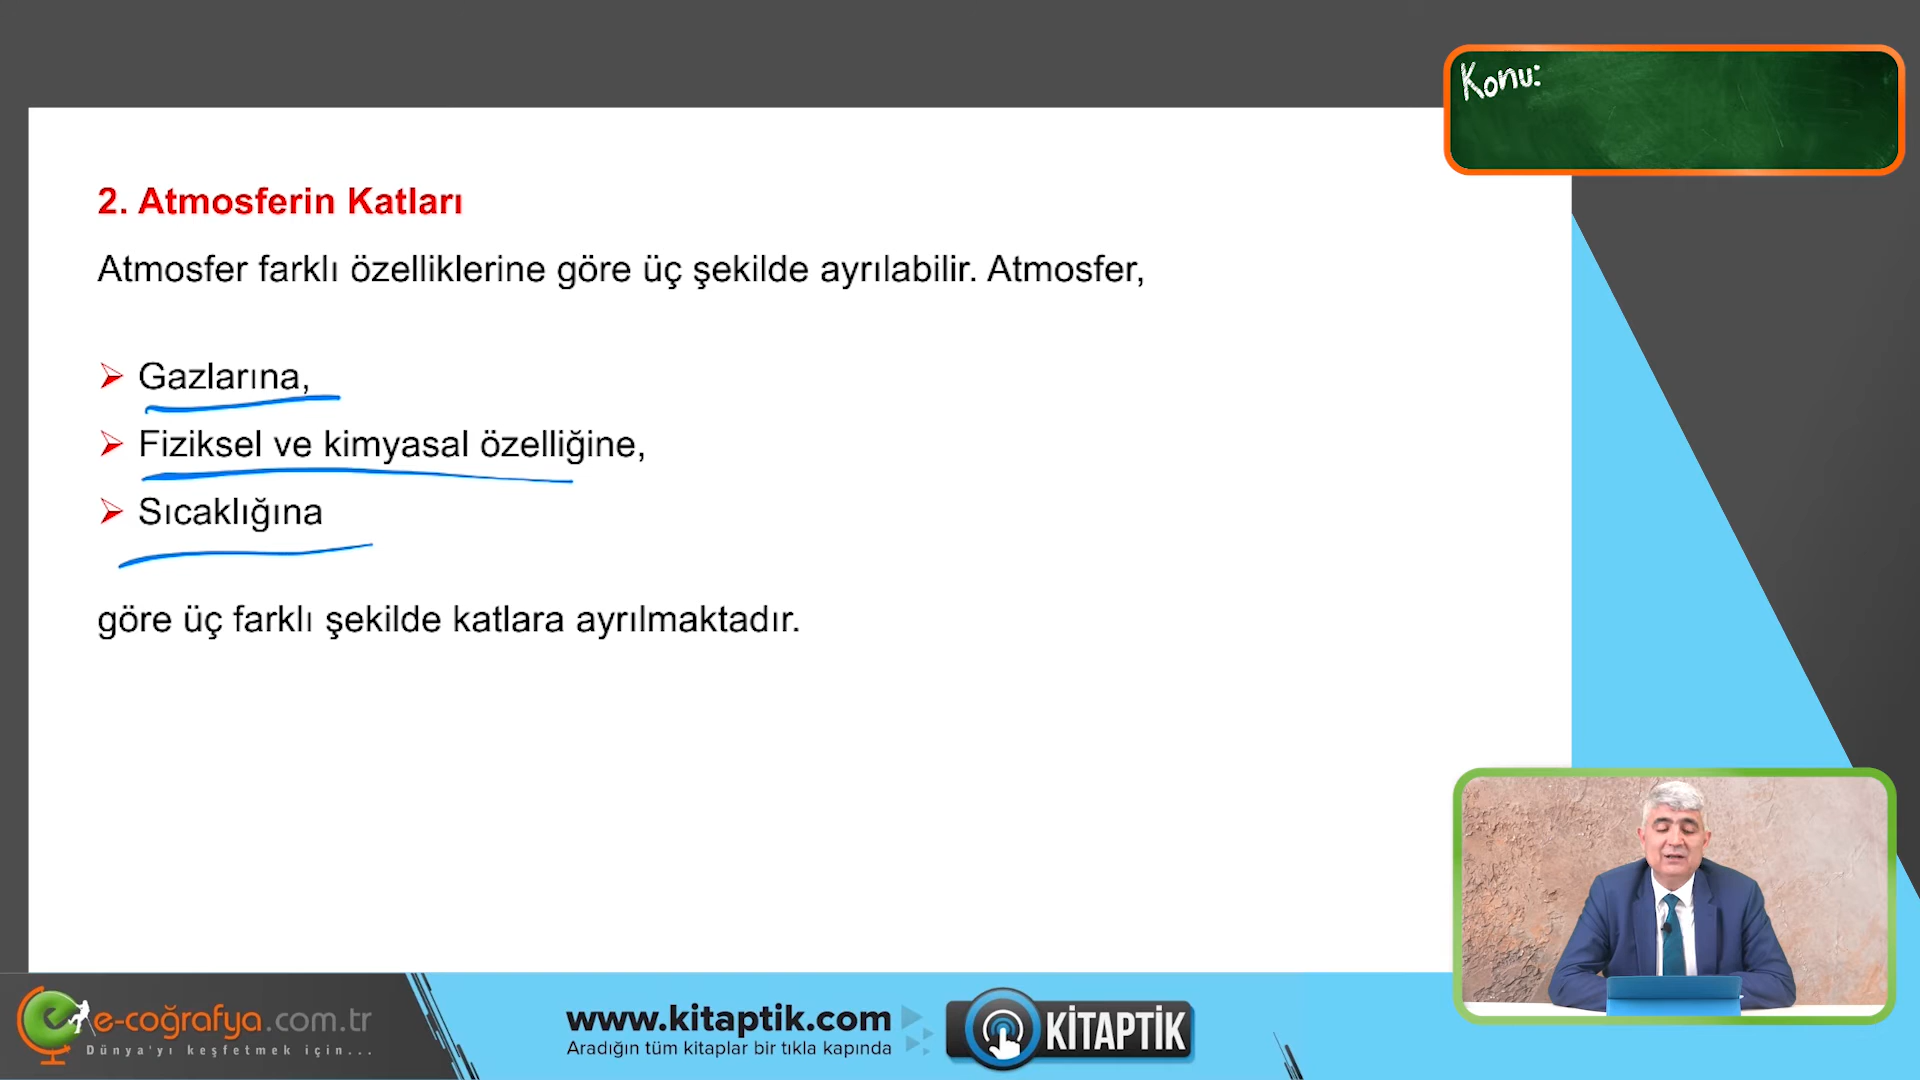 Konu:
2. Atmosferin Katları
Atmosfer farklı özelliklerine göre üç şekilde ayrılabilir. Atmosfer,
Gazlarına,
Fiziksel ve kimyasal özelliğine,
Sıcaklığına
göre üç farklı şekilde katlara ayrılmaktadır.
e-coğrafya.com.tr
Dünya'yı keşfetmek için...
www.kitaptik.com
Aradığın tüm kitaplar bir tıkla kapında
KİTAPTIK